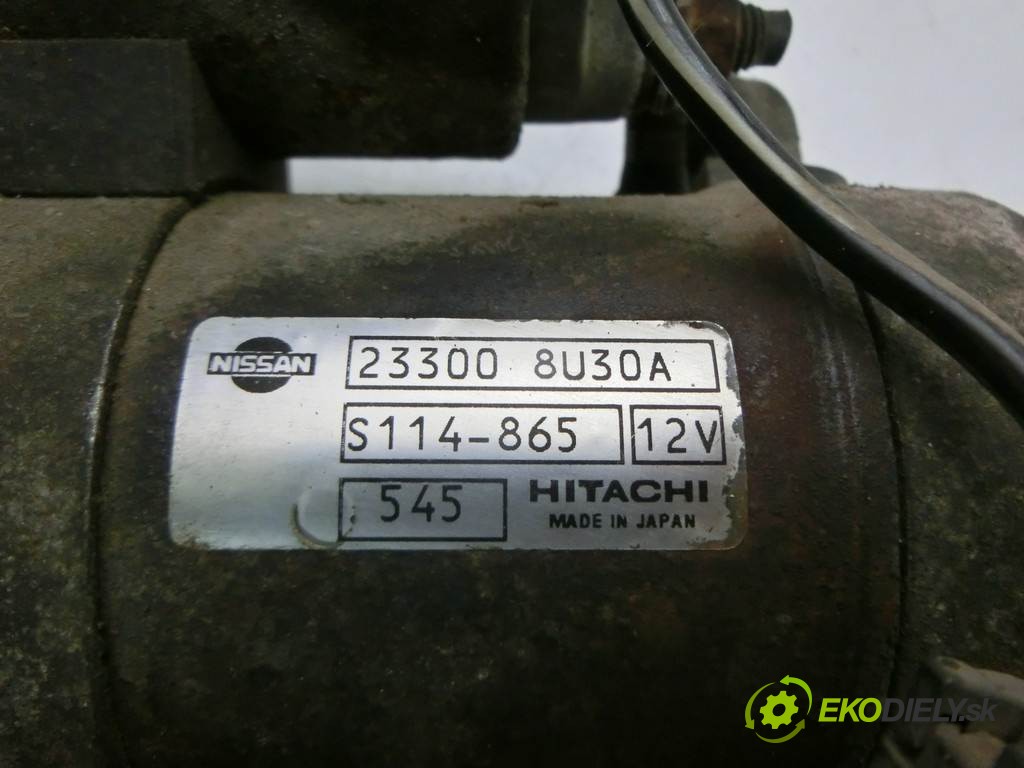 NISSAN 23300 8U30A
S114-865 12V
545 HITACHI
MADE IN JAPAN
EKODIELY.sk